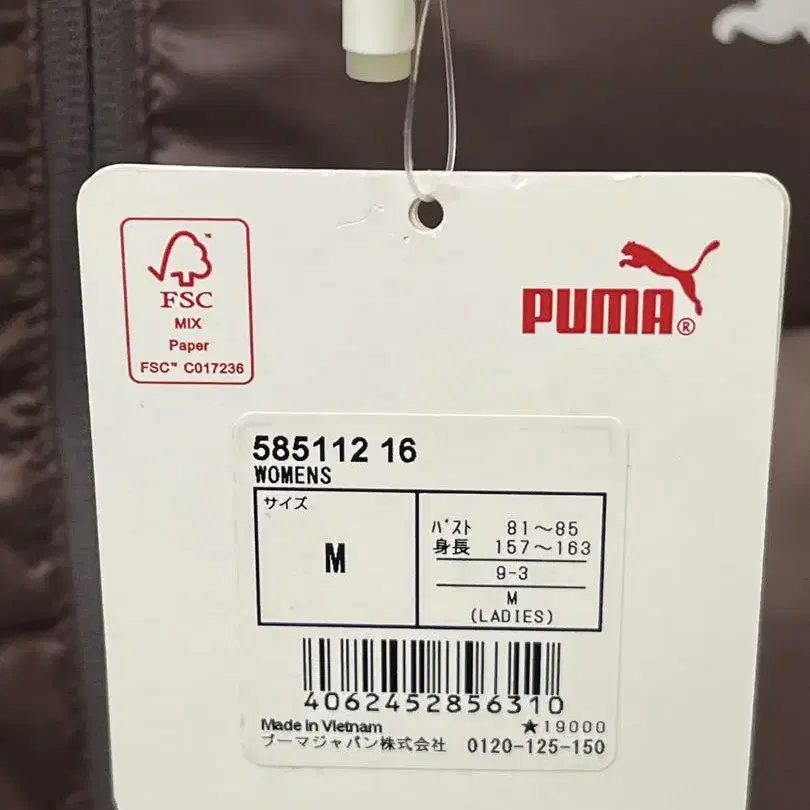 FSC™
MIX
Paper
FSC™ C017236
PUMA®
585112 16
WOMENS
サイズ
M
バスト 81～85
身長 157～163
9-3
M
(LADIES)
4062452856310
Made in Vietnam ★19000
プーマジャパン株式会社 0120-125-150